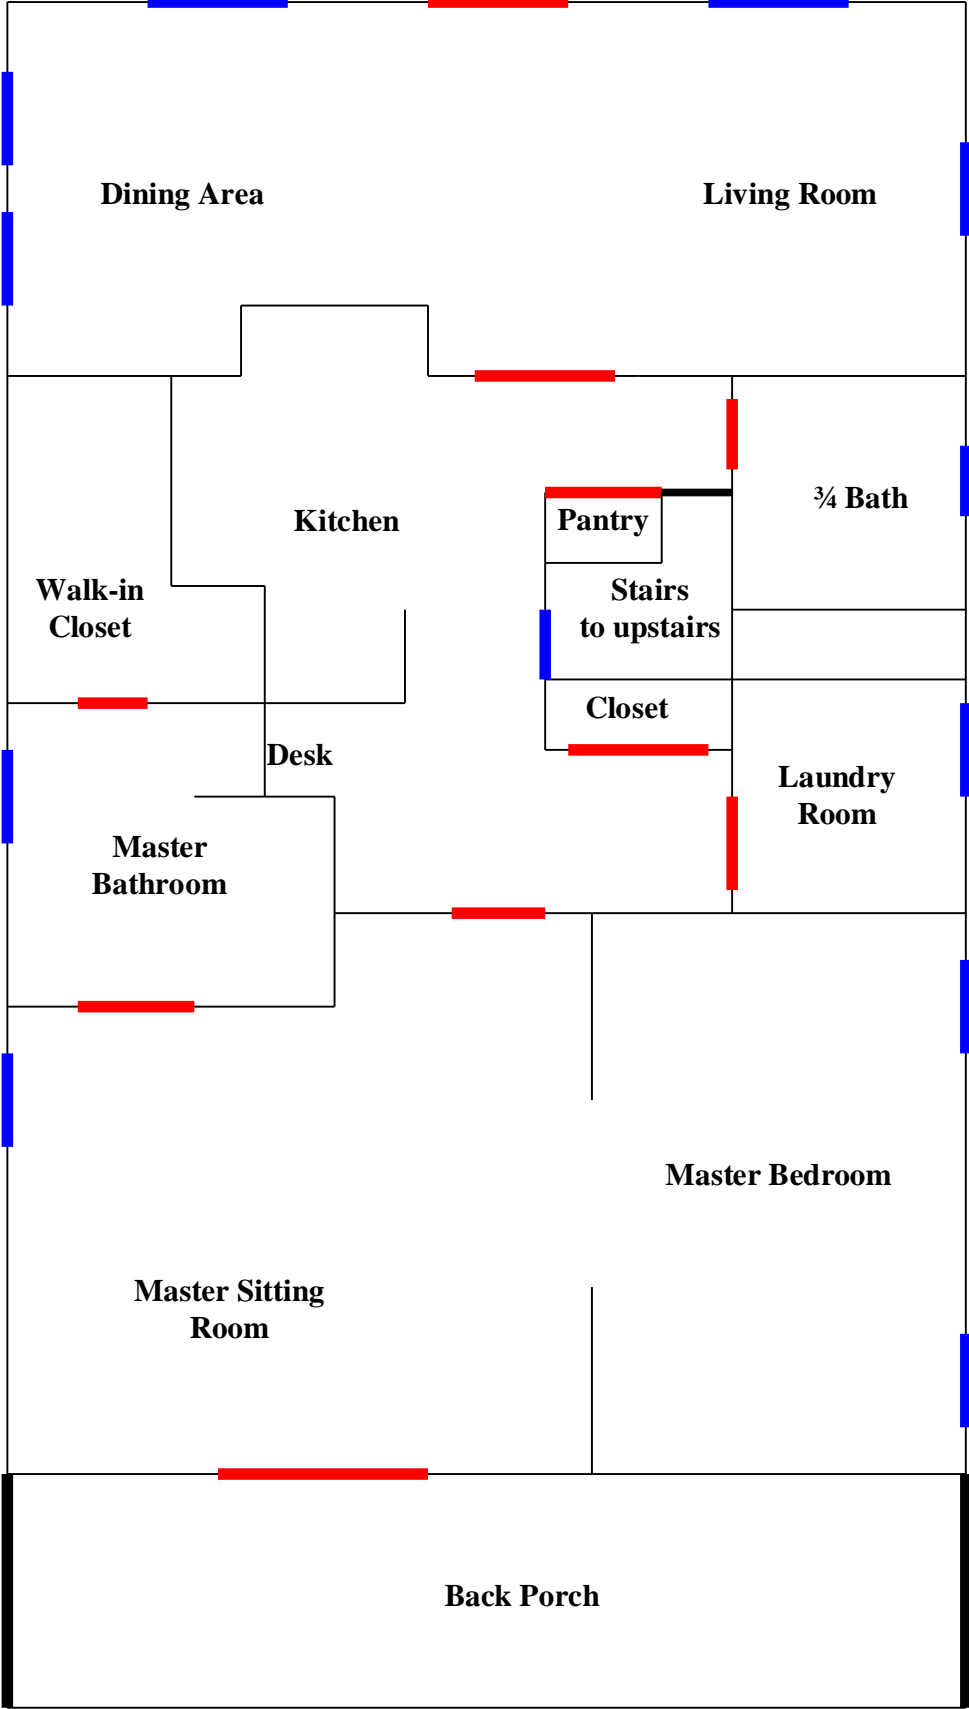 Dining Area
Living Room
Kitchen
Pantry
¾ Bath
Walk-in
Closet
Stairs
to upstairs
Closet
Desk
Laundry
Room
Master
Bathroom
Master Bedroom
Master Sitting
Room
Back Porch